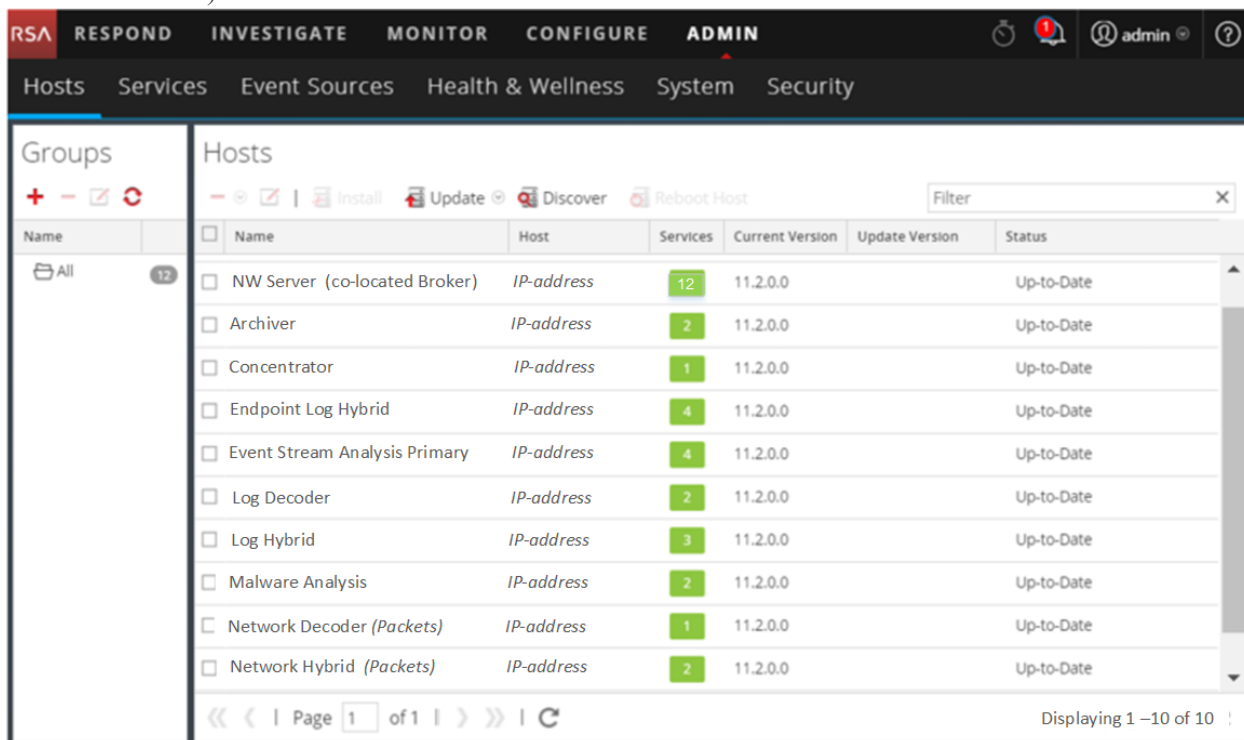 RSA RESPOND INVESTIGATE MONITOR CONFIGURE ADMIN 1 admin ?
Hosts Services Event Sources Health & Wellness System Security
Groups
Hosts
Install Update Discover Reboot Host Filter
Name
Name Host Services Current Version Update Version Status
All 12
NW Server (co-located Broker) IP-address 12 11.2.0.0 Up-to-Date
Archiver IP-address 2 11.2.0.0 Up-to-Date
Concentrator IP-address 1 11.2.0.0 Up-to-Date
Endpoint Log Hybrid IP-address 4 11.2.0.0 Up-to-Date
Event Stream Analysis Primary IP-address 4 11.2.0.0 Up-to-Date
Log Decoder IP-address 2 11.2.0.0 Up-to-Date
Log Hybrid IP-address 3 11.2.0.0 Up-to-Date
Malware Analysis IP-address 2 11.2.0.0 Up-to-Date
Network Decoder (Packets) IP-address 1 11.2.0.0 Up-to-Date
Network Hybrid (Packets) IP-address 2 11.2.0.0 Up-to-Date
Page 1 of 1 Displaying 1 –10 of 10